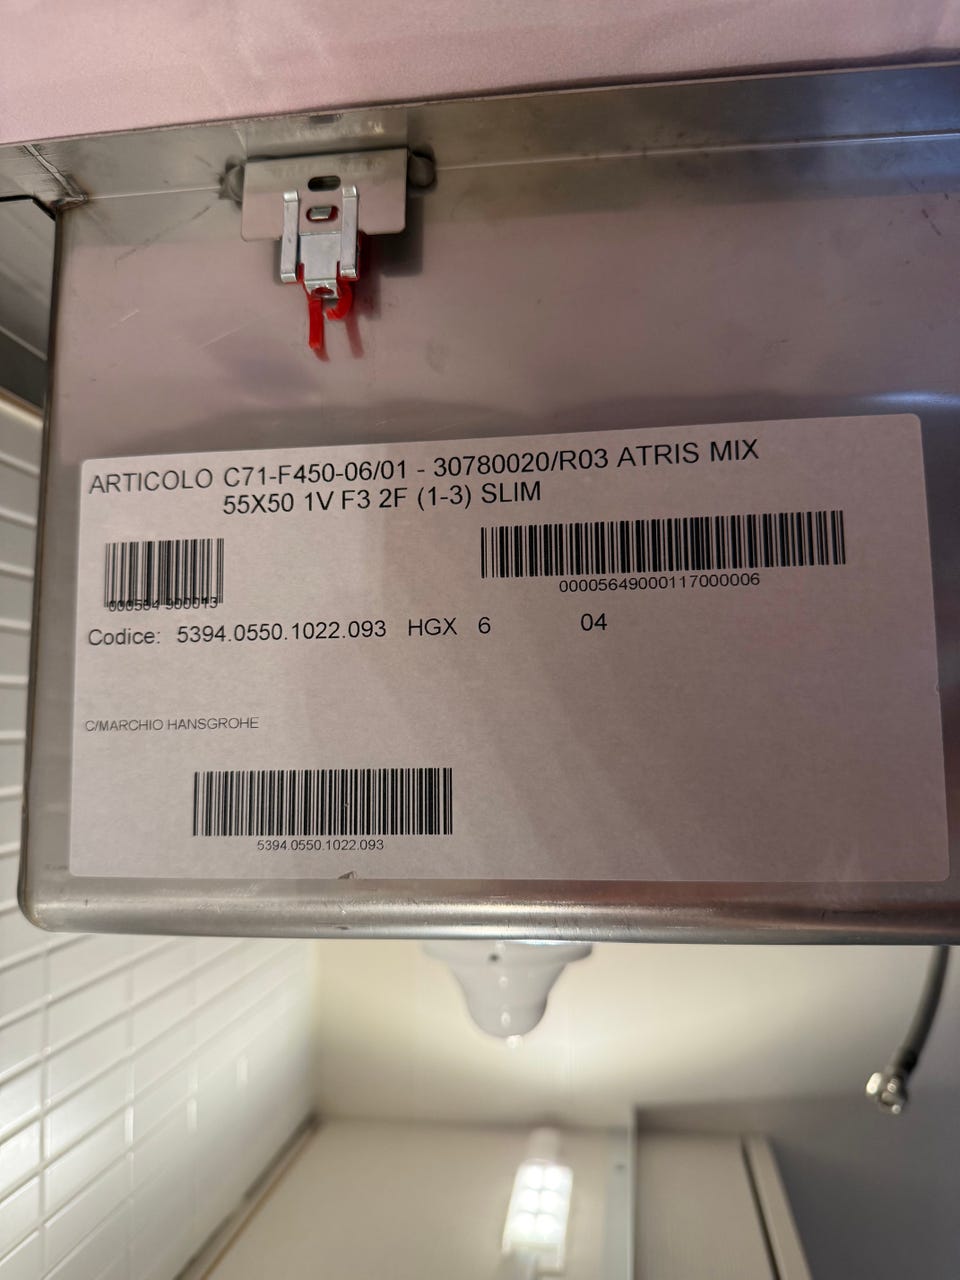 ARTICOLO C71-F450-06/01 - 30780020/R03 ATRIS MIX
55X50 1V F3 2F (1-3) SLIM
00005649000117000006
Codice: 5394.0550.1022.093 HGX 6 04
C/MARCHIO HANSGROHE
5394.0550.1022.093